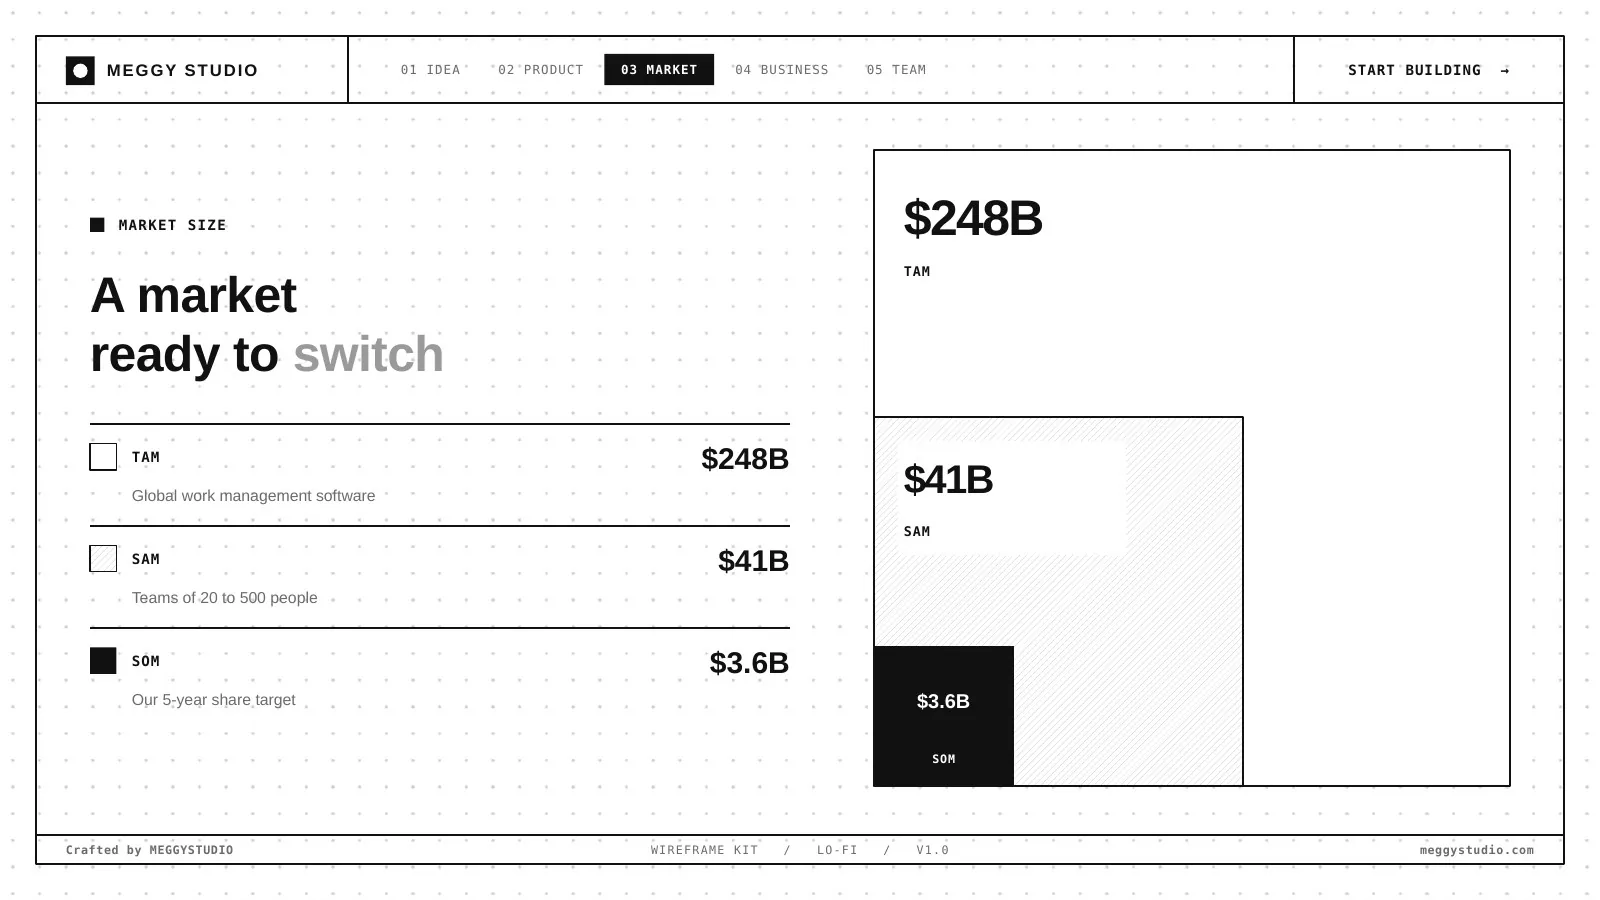 MEGGY STUDIO
01 IDEA
02 PRODUCT
03 MARKET
04 BUSINESS
05 TEAM
START BUILDING →
MARKET SIZE
A market
ready to switch
TAM
$248B
Global work management software
SAM
$41B
Teams of 20 to 500 people
SOM
$3.6B
Our 5-year share target
$248B
TAM
$41B
SAM
$3.6B
SOM
Crafted by MEGGYSTUDIO
WIREFRAME KIT / LO-FI / V1.0
meggystudio.com